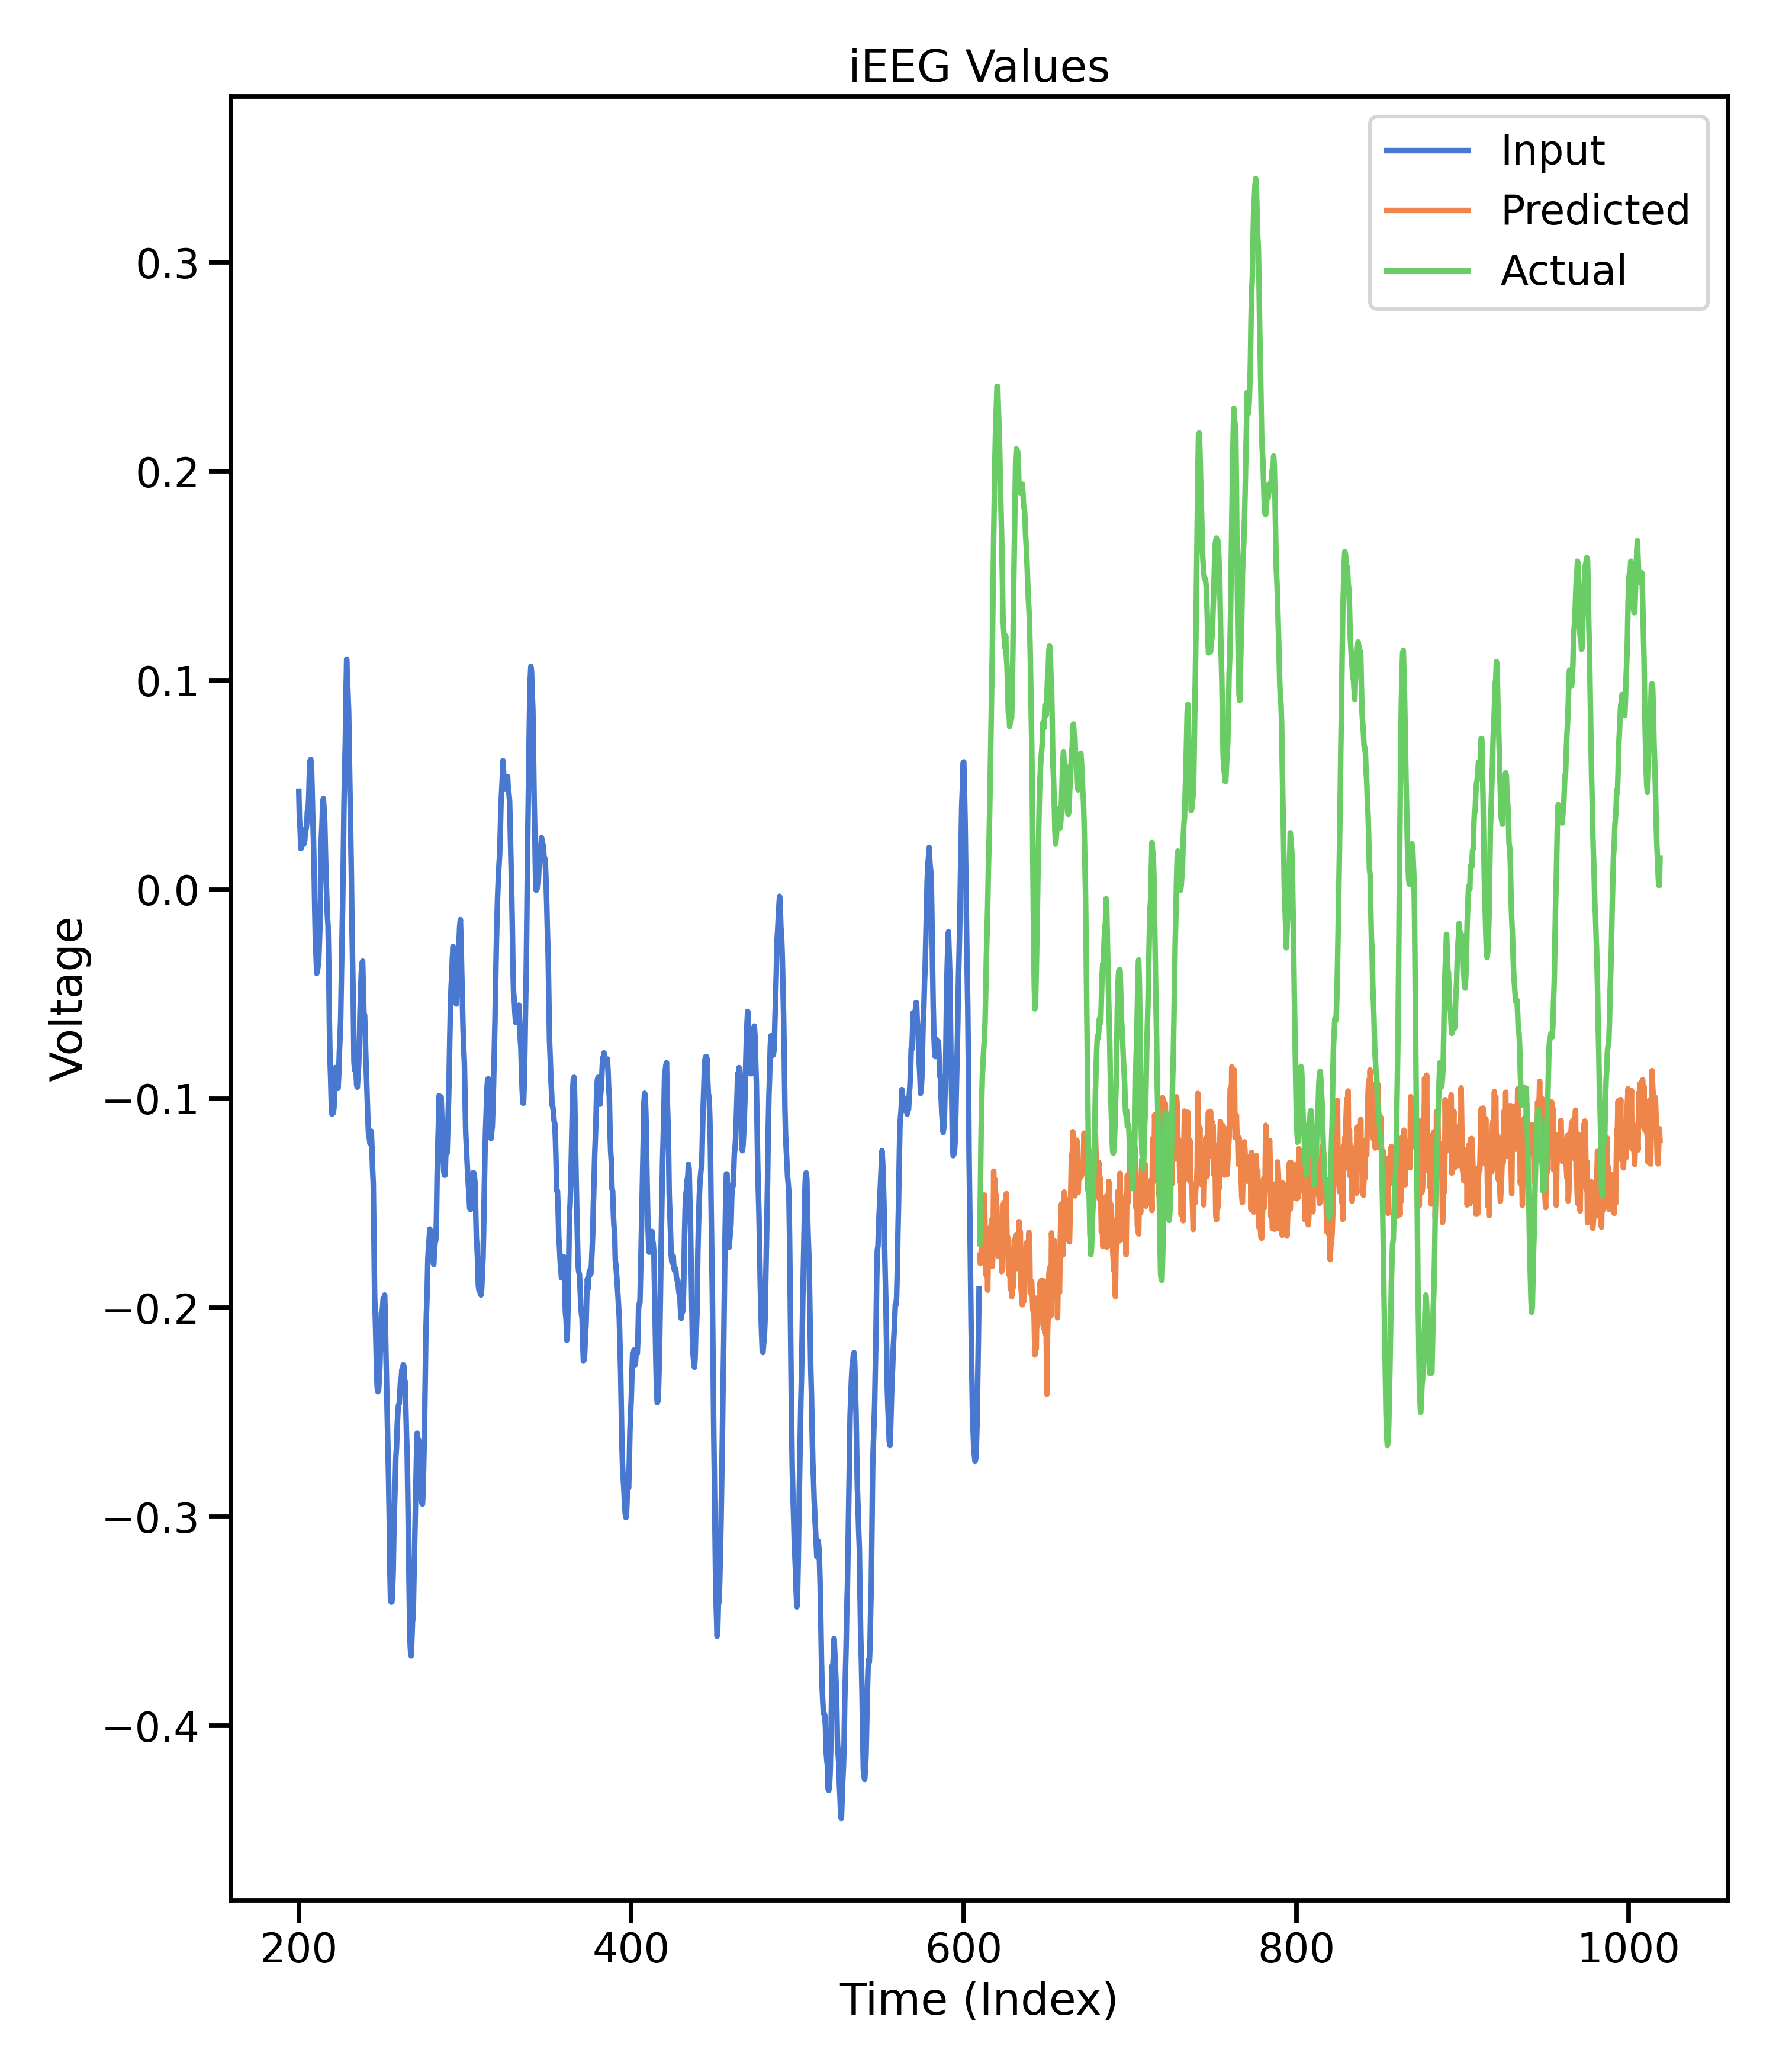 iEEG Values
Input
Predicted
Actual
0.3
0.2
0.1
0.0
−0.1
−0.2
−0.3
−0.4
Voltage
200
400
600
800
1000
Time (Index)